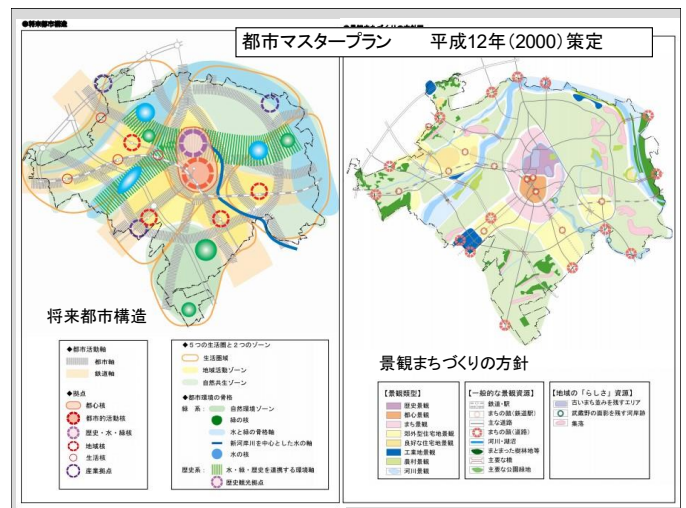 ●将来都市構造
都市マスタープラン　平成12年(2000)策定
将来都市構造
◆都市活動軸
都市軸
鉄道軸
◆拠点
都心核
都市的活動核
歴史・水・緑核
地域核
生活核
産業拠点
◆5つの生活圏と2つのゾーン
生活圏域
地域活動ゾーン
自然共生ゾーン
◆都市環境の骨格
緑 系：自然環境ゾーン
緑の核
水と緑の骨格軸
新河岸川を中心とした水の軸
水の核
歴史系：水・緑・歴史を連携する環境軸
歴史観光拠点
景観まちづくりの方針
【景観類型】
歴史景観
都心景観
まち景観
郊外型住宅地景観
良好な住宅地景観
工業地景観
農村景観
河川景観
【一般的な景観資源】
鉄道・駅
まちの顔(鉄道駅)
主な道路
まちの顔(道路)
河川・湖沼
まとまった樹林地等
主要な橋
主要な公園緑地
【地域の「らしさ」資源】
古いまち並みを残すエリア
武蔵野の面影を残す河岸跡
集落